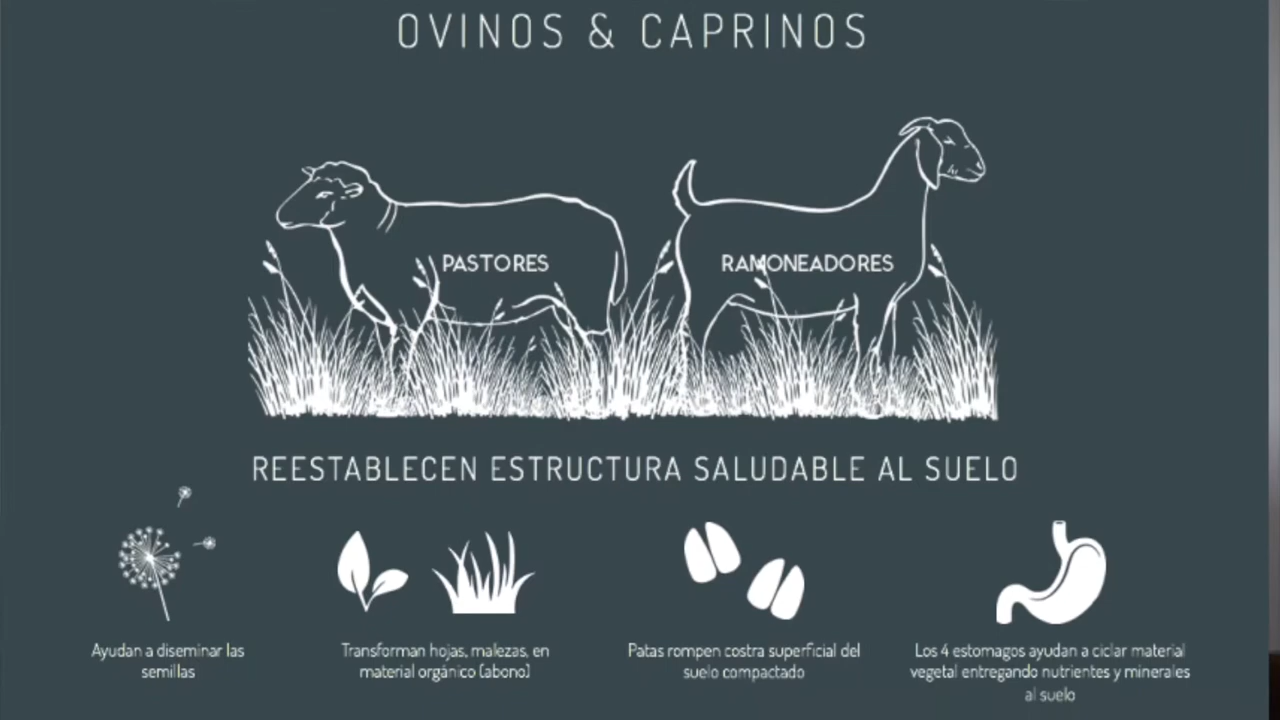 OVINOS & CAPRINOS
PASTORES
RAMONEADORES
REESTABLECEN ESTRUCTURA SALUDABLE AL SUELO
Ayudan a diseminar las
semillas
Transforman hojas, malezas, en
material orgánico (abono)
Patas rompen costra superficial del
suelo compactado
Los 4 estomagos ayudan a ciclar material
vegetal entregando nutrientes y minerales
al suelo